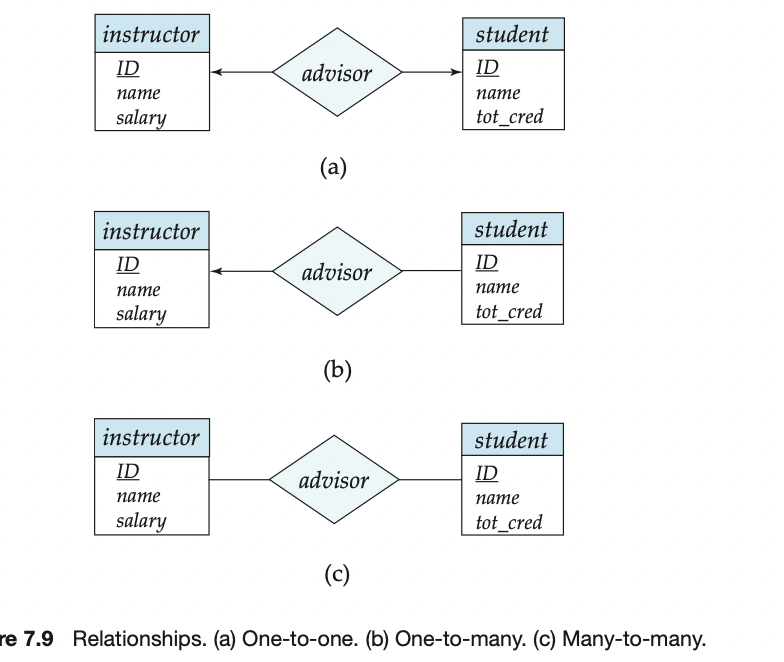 instructor
ID
name
salary
advisor
student
ID
name
tot_cred
(a)
instructor
ID
name
salary
advisor
student
ID
name
tot_cred
(b)
instructor
ID
name
salary
advisor
student
ID
name
tot_cred
(c)
re 7.9 Relationships. (a) One-to-one. (b) One-to-many. (c) Many-to-many.